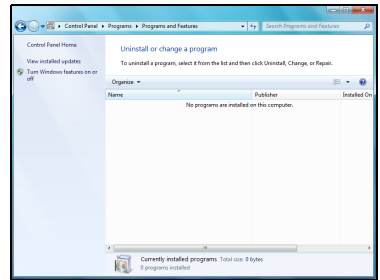 Control Panel ▸ Programs ▸ Programs and Features
Search Programs and Features
Control Panel Home
View installed updates
Turn Windows features on or
off
Uninstall or change a program
To uninstall a program, select it from the list and then click Uninstall, Change, or Repair.
Organize
Name
Publisher
Installed On
No programs are installed on this computer.
Currently installed programs Total size: 0 bytes
0 programs installed